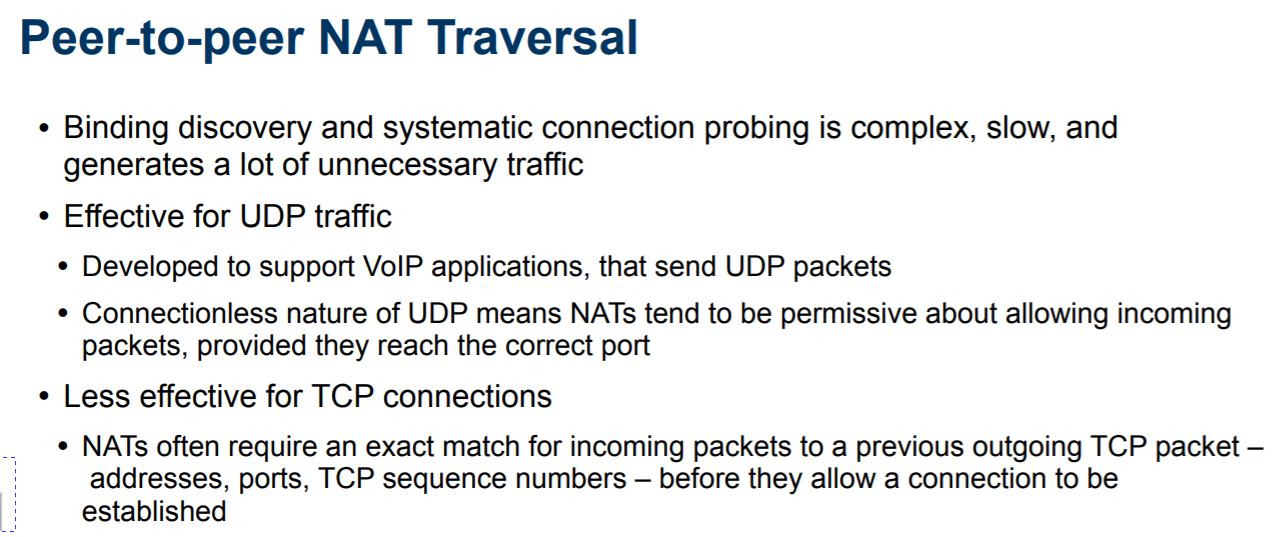 Peer-to-peer NAT Traversal
• Binding discovery and systematic connection probing is complex, slow, and
generates a lot of unnecessary traffic
• Effective for UDP traffic
• Developed to support VoIP applications, that send UDP packets
• Connectionless nature of UDP means NATs tend to be permissive about allowing incoming
packets, provided they reach the correct port
• Less effective for TCP connections
• NATs often require an exact match for incoming packets to a previous outgoing TCP packet –
addresses, ports, TCP sequence numbers – before they allow a connection to be
established